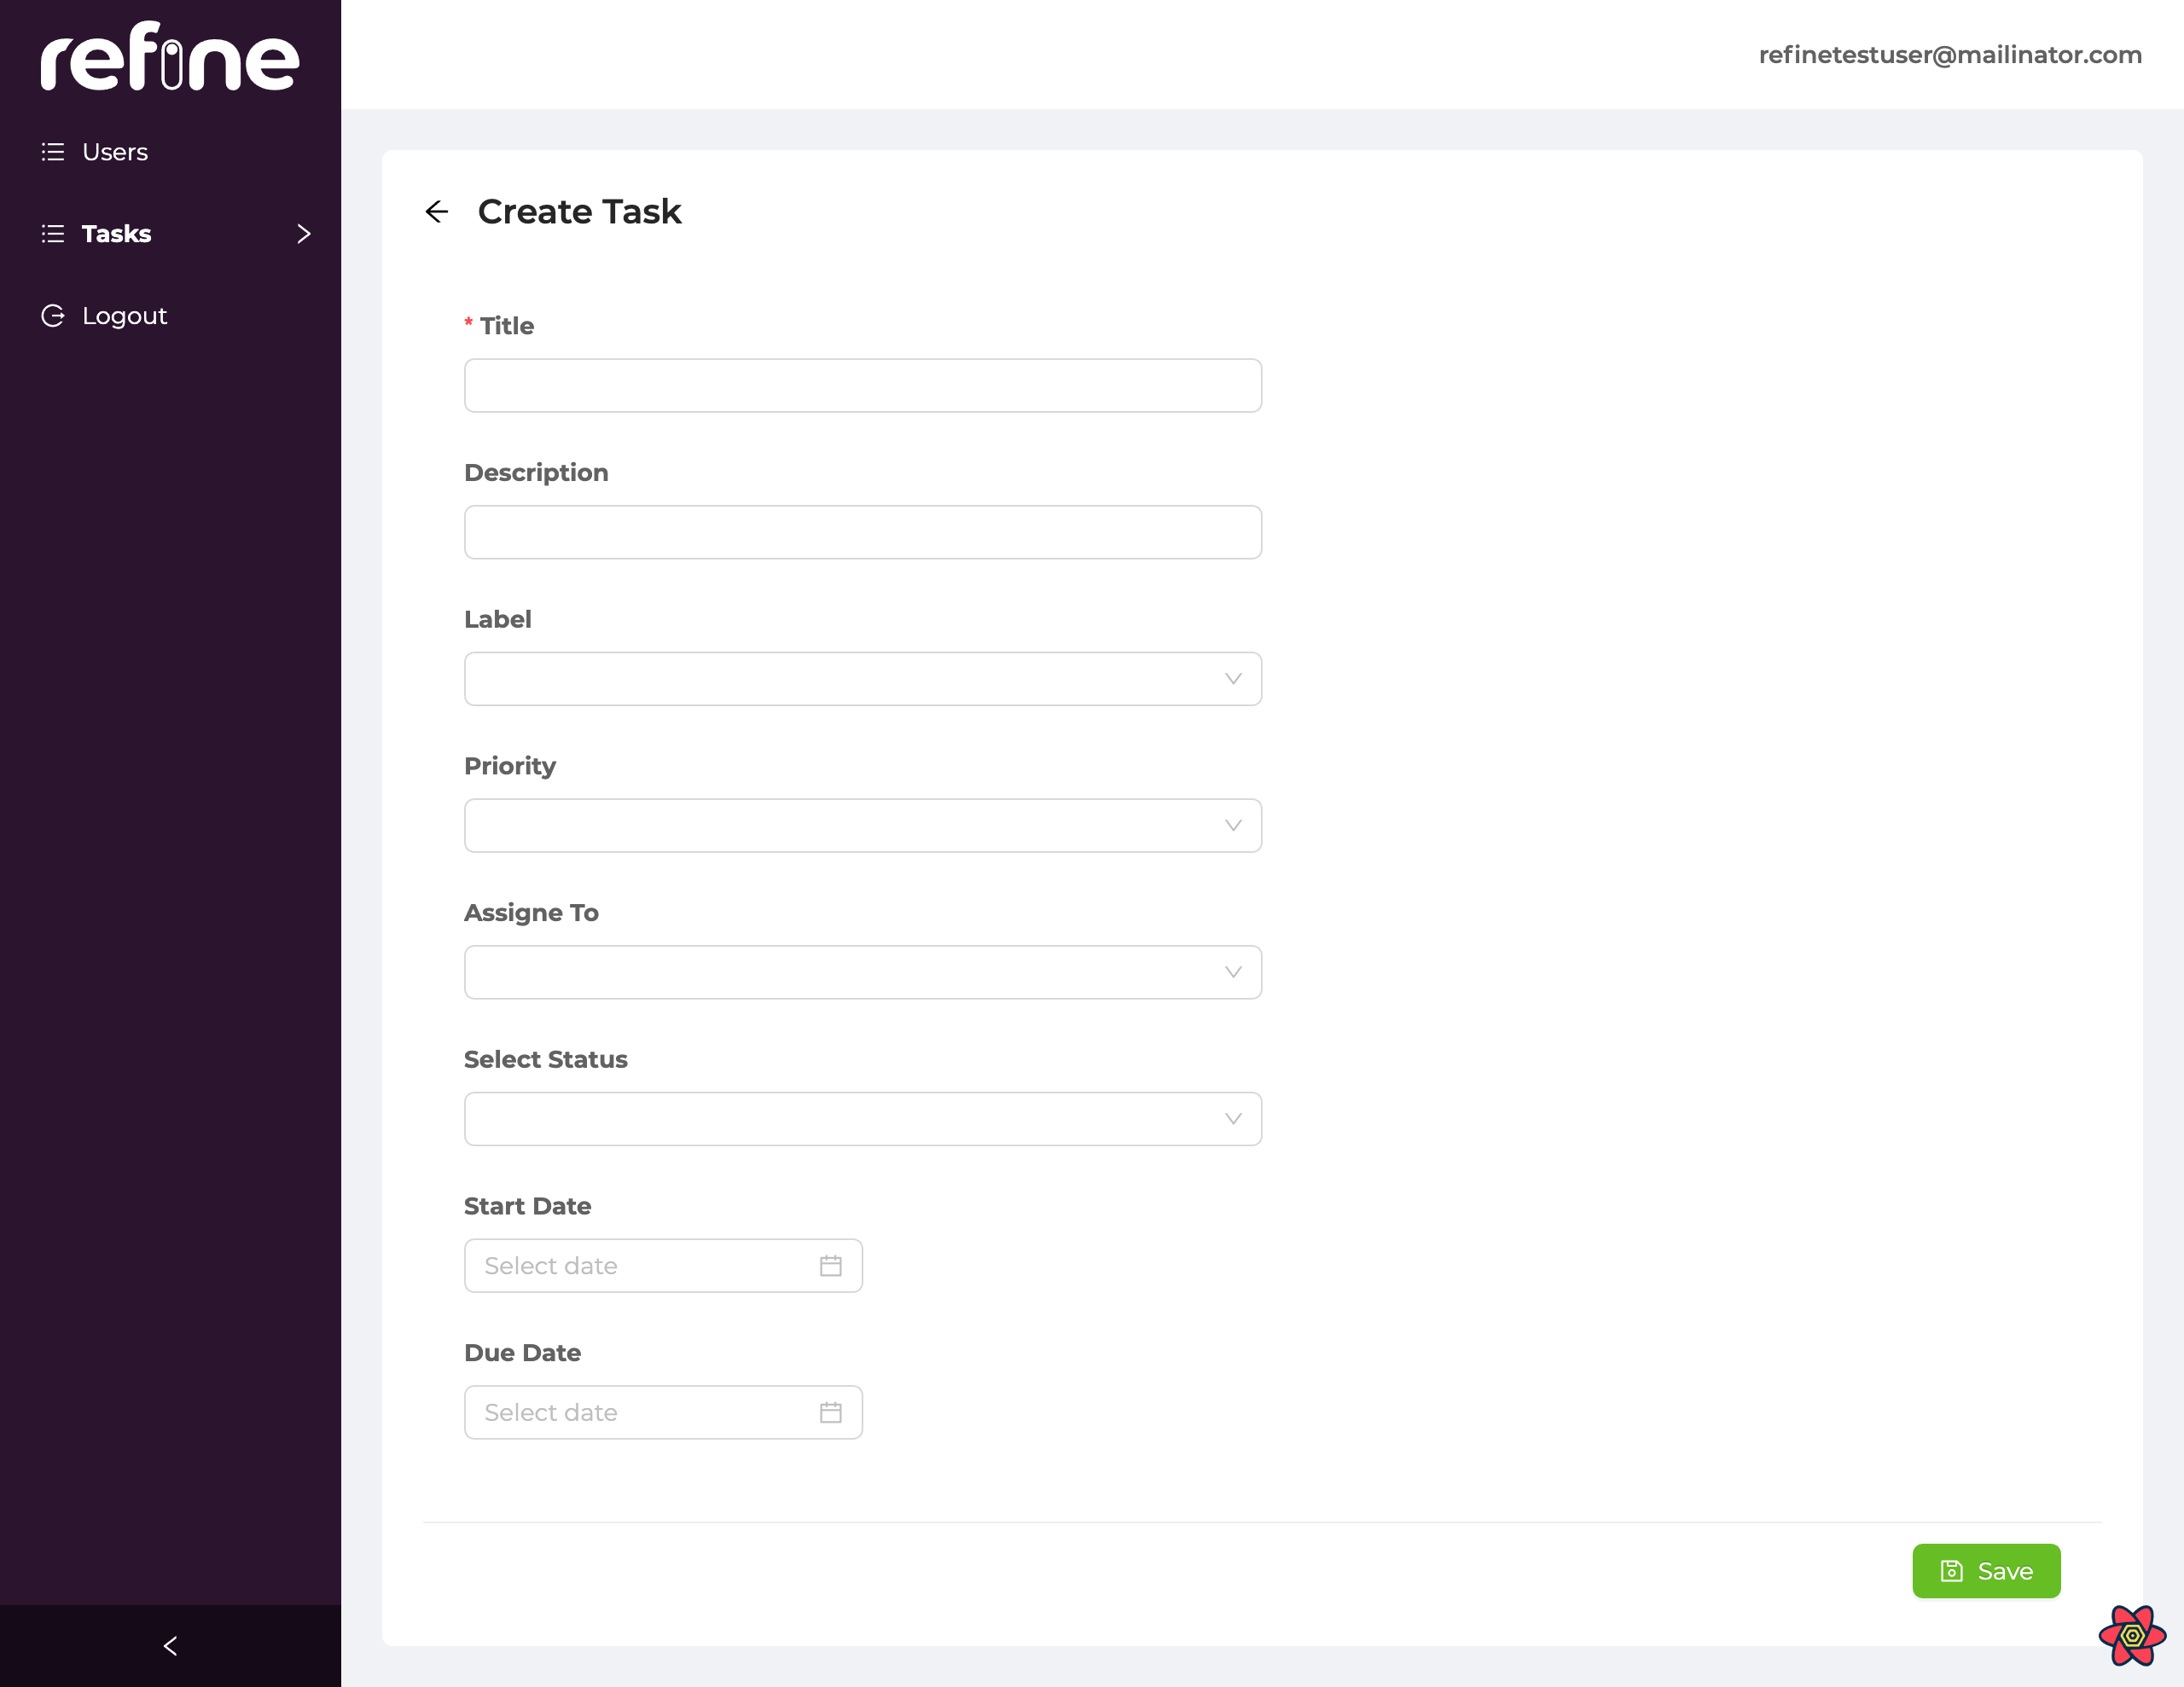 refine
refinetestuser@mailinator.com
Users
Tasks
Logout
Create Task
* Title
Description
Label
Priority
Assigne To
Select Status
Start Date
Select date
Due Date
Select date
Save